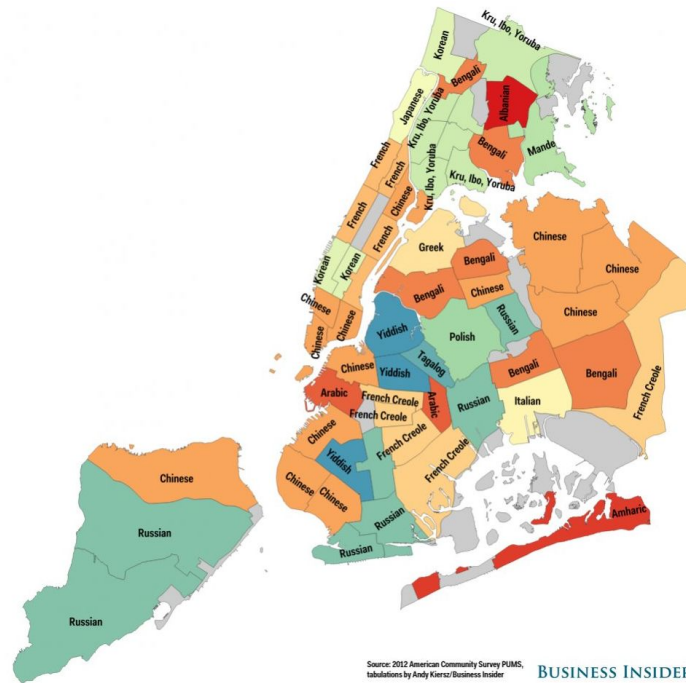 Kru, Ibo, Yoruba
Korean
Bengali
Japanese
Kru, Ibo, Yoruba
Albanian
French
French
Bengali
Mande
Kru, Ibo, Yoruba
Kru, Ibo, Yoruba
Chinese
French
French
Greek
Chinese
Bengali
Chinese
Korean
Korean
Bengali
Chinese
Chinese
Chinese
Russian
Chinese
Chinese
Yiddish
Polish
Chinese
Tagalog
Yiddish
Bengali
Bengali
French Creole
Arabic
French Creole
Arabic
Russian
Italian
French Creole
Chinese
French Creole
French Creole
Yiddish
Chinese
Chinese
Chinese
Russian
Russian
Russian
Amharic
Russian
Source: 2012 American Community Survey PUMS,
tabulations by Andy Kiersz/Business Insider
BUSINESS INSIDER